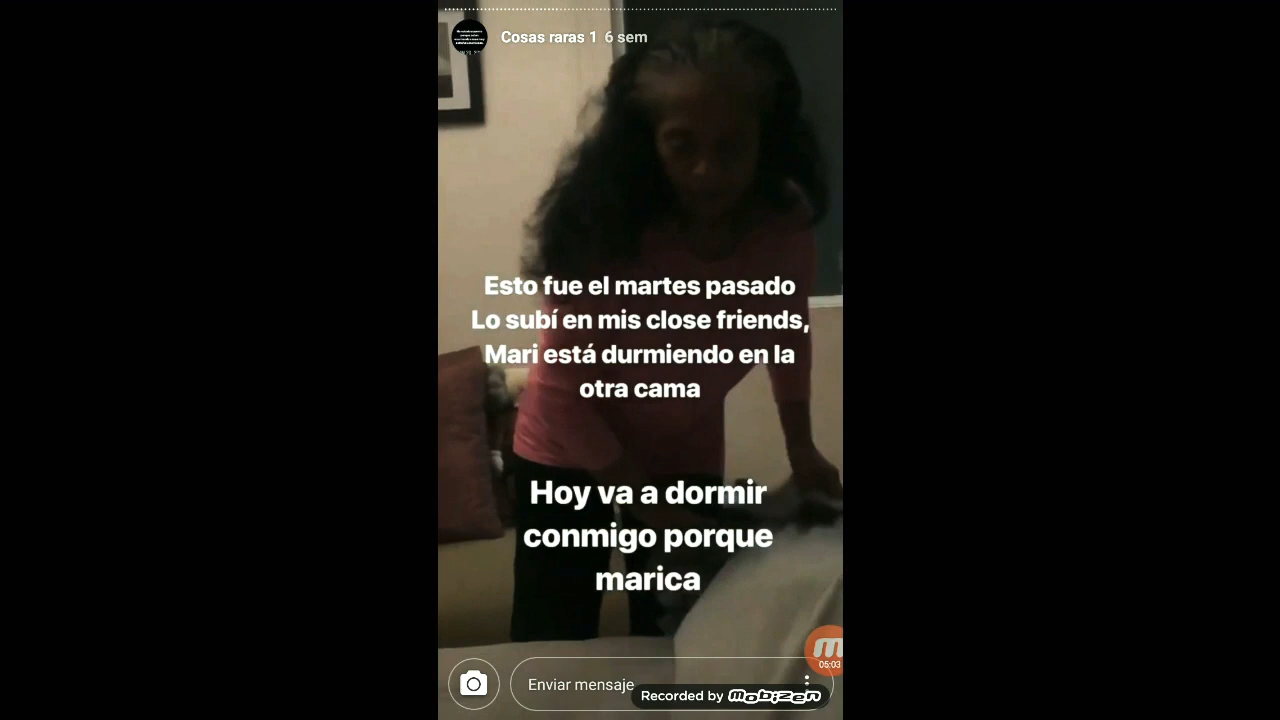 Cosas raras 1 6 sem
Esto fue el martes pasado
Lo subí en mis close friends,
Mari está durmiendo en la
otra cama
Hoy va a dormir
conmigo porque
marica
05:03
Enviar mensaje
Recorded by Mobizen